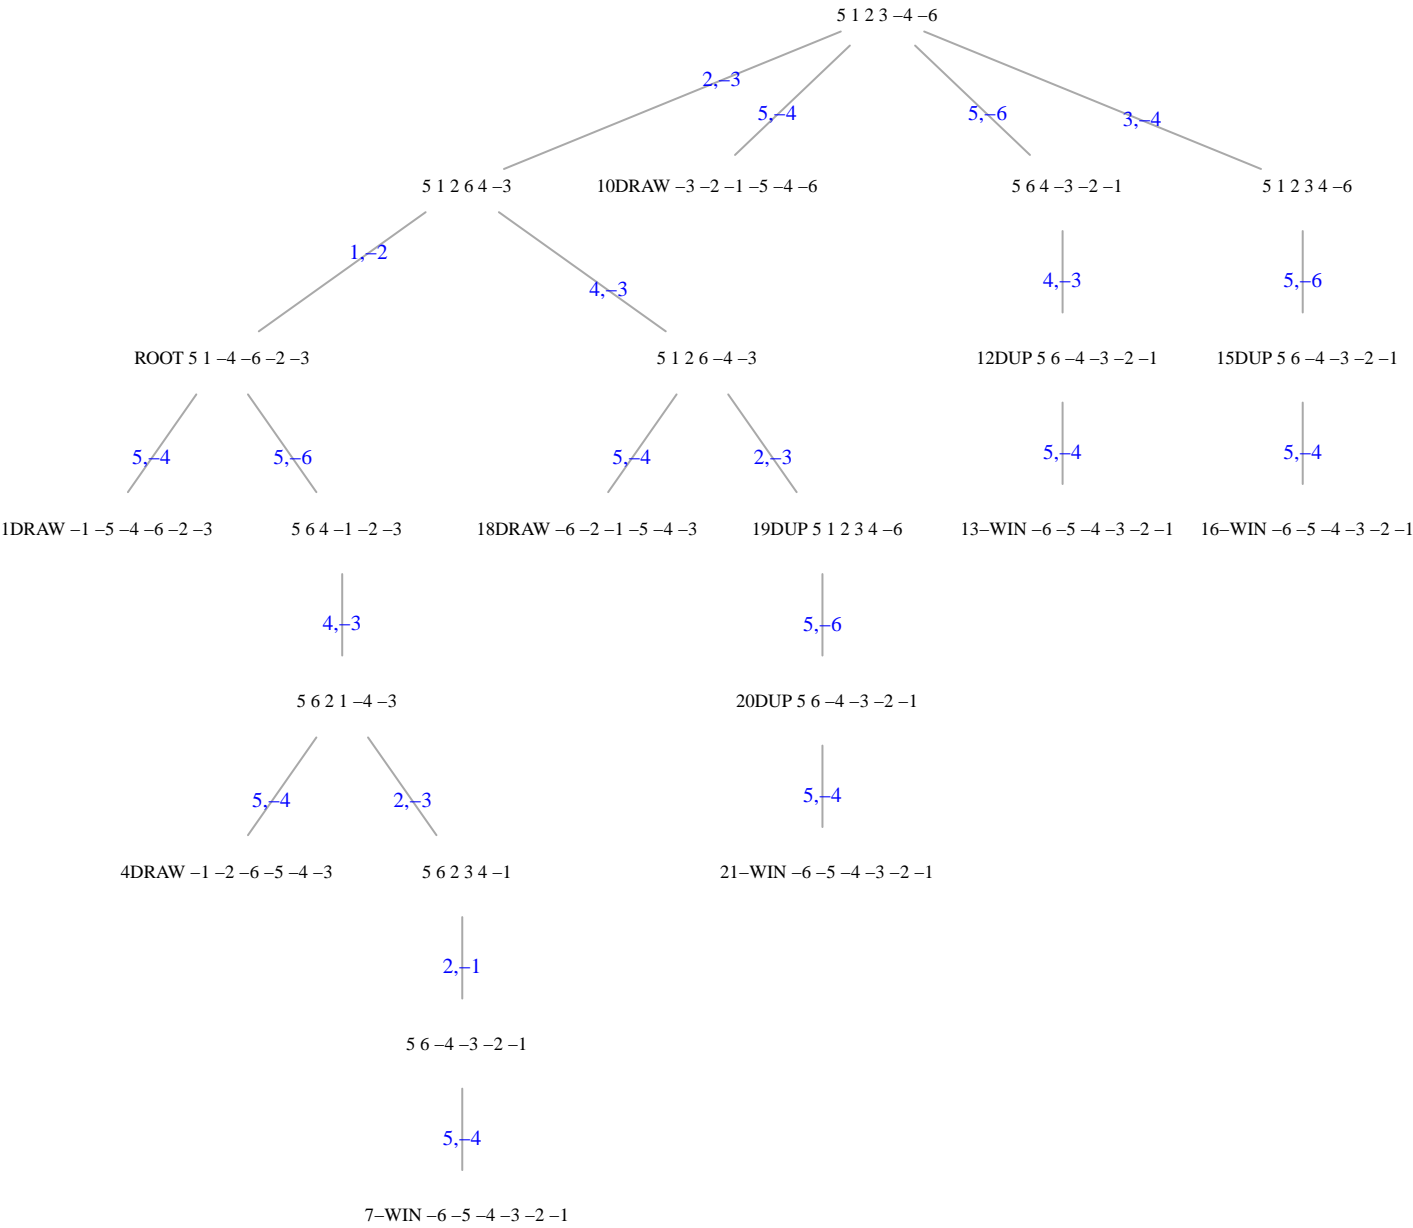 5 1 2 3 –4 –6
2,–3
5,–4
5,–6
3,–4
5 1 2 6 4 –3
10DRAW –3 –2 –1 –5 –4 –6
5 6 4 –3 –2 –1
5 1 2 3 4 –6
1,–2
4,–3
4,–3
5,–6
ROOT 5 1 –4 –6 –2 –3
5 1 2 6 –4 –3
12DUP 5 6 –4 –3 –2 –1
15DUP 5 6 –4 –3 –2 –1
5,–4
5,–6
5,–4
2,–3
5,–4
5,–4
1DRAW –1 –5 –4 –6 –2 –3
5 6 4 –1 –2 –3
18DRAW –6 –2 –1 –5 –4 –3
19DUP 5 1 2 3 4 –6
13–WIN –6 –5 –4 –3 –2 –1
16–WIN –6 –5 –4 –3 –2 –1
4,–3
5,–6
5 6 2 1 –4 –3
20DUP 5 6 –4 –3 –2 –1
5,–4
2,–3
5,–4
4DRAW –1 –2 –6 –5 –4 –3
5 6 2 3 4 –1
21–WIN –6 –5 –4 –3 –2 –1
2,–1
5 6 –4 –3 –2 –1
5,–4
7–WIN –6 –5 –4 –3 –2 –1